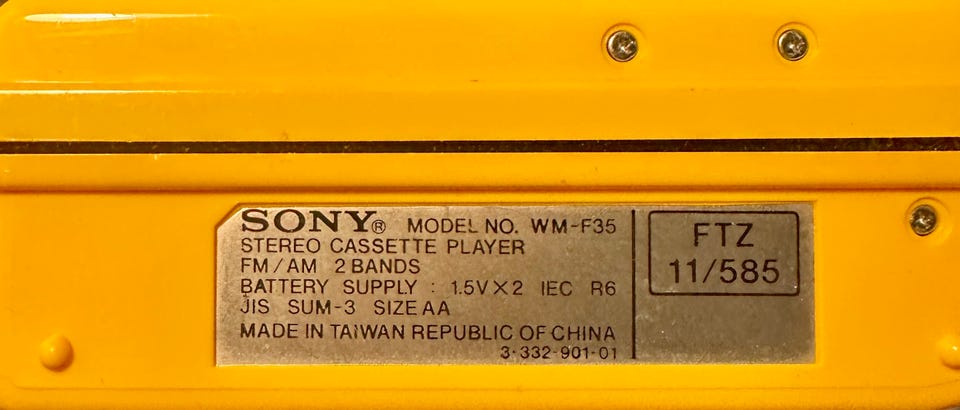 SONY® MODEL NO. WM-F35
STEREO CASSETTE PLAYER
FM/AM 2 BANDS
BATTERY SUPPLY : 1.5V×2 IEC R6
JIS SUM-3 SIZE AA
MADE IN TAIWAN REPUBLIC OF CHINA
3-332-901-01
FTZ
11/585